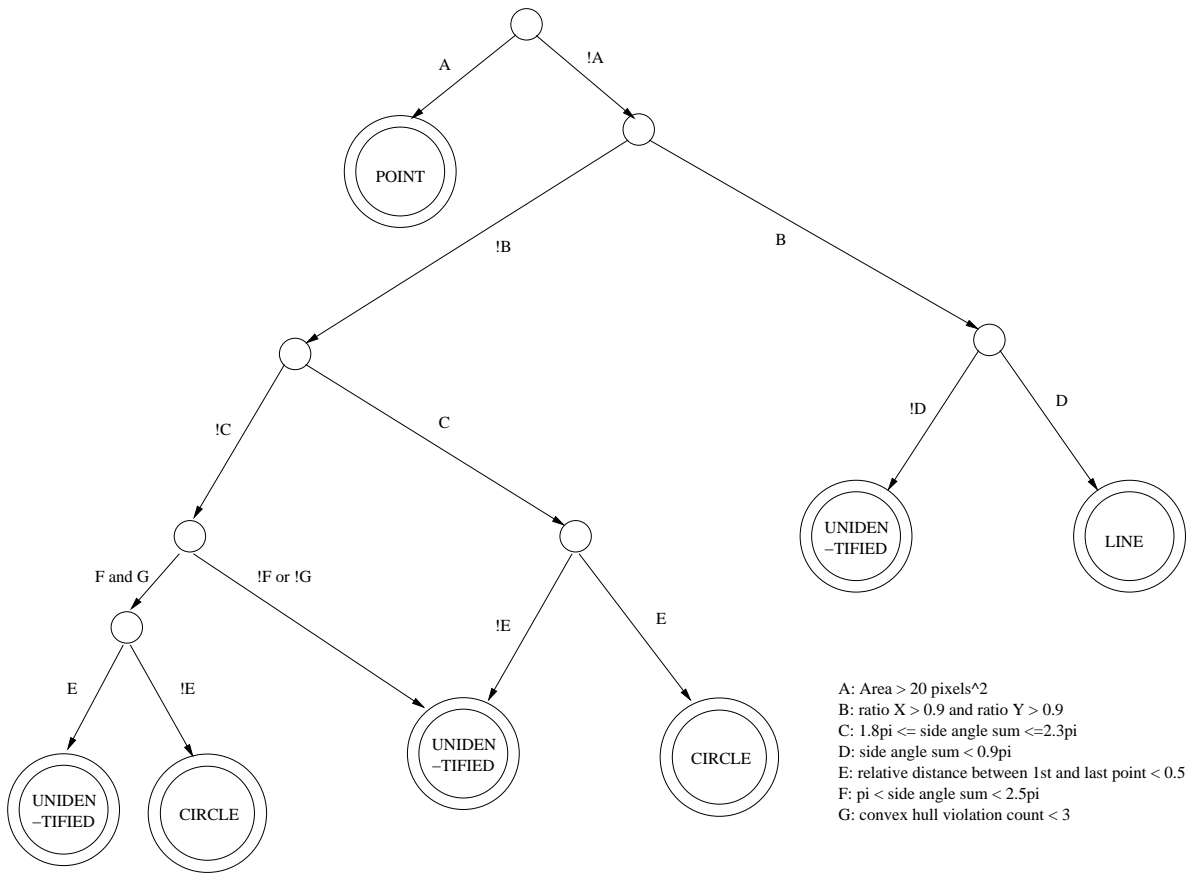 A
!A
POINT
!B
B
!C
C
!D
D
UNIDEN
-TIFIED
LINE
F and G
!F or !G
!E
E
E
!E
UNIDEN
-TIFIED
CIRCLE
UNIDEN
-TIFIED
CIRCLE
A: Area > 20 pixels^2
B: ratio X > 0.9 and ratio Y > 0.9
C: 1.8pi <= side angle sum <=2.3pi
D: side angle sum < 0.9pi
E: relative distance between 1st and last point < 0.5
F: pi < side angle sum < 2.5pi
G: convex hull violation count < 3